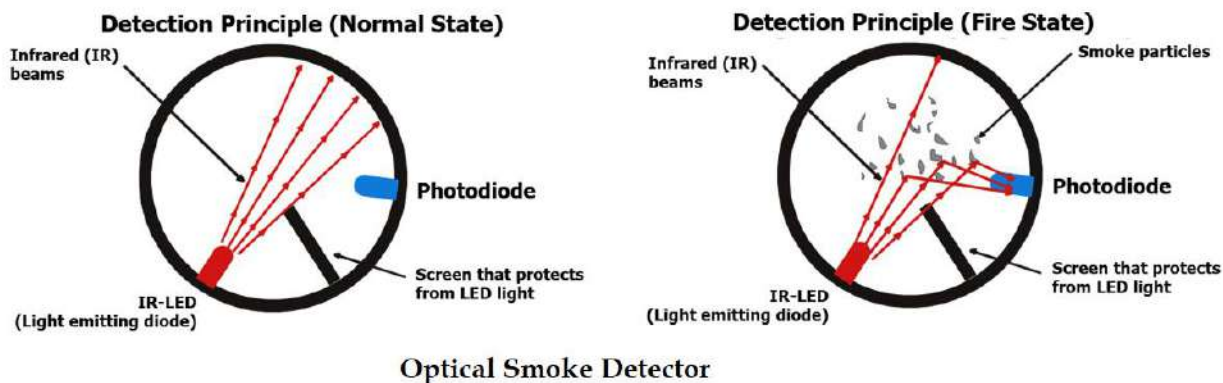 Detection Principle (Normal State)
Infrared (IR)
beams
Photodiode
Screen that protects
from LED light
IR-LED
(Light emitting diode)
Detection Principle (Fire State)
Smoke particles
Infrared (IR)
beams
Photodiode
Screen that protects
from LED light
IR-LED
(Light emitting diode)
Optical Smoke Detector